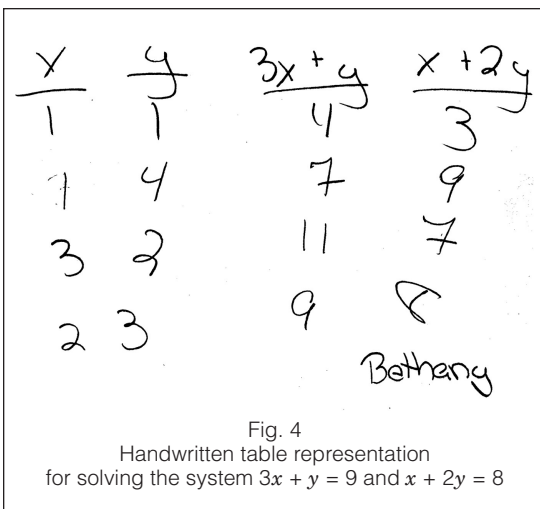 x y 3x + y x + 2y
1 1 4 3
1 4 7 9
3 2 11 7
2 3 9 8
Bethany
Fig. 4
Handwritten table representation
for solving the system 3x + y = 9 and x + 2y = 8